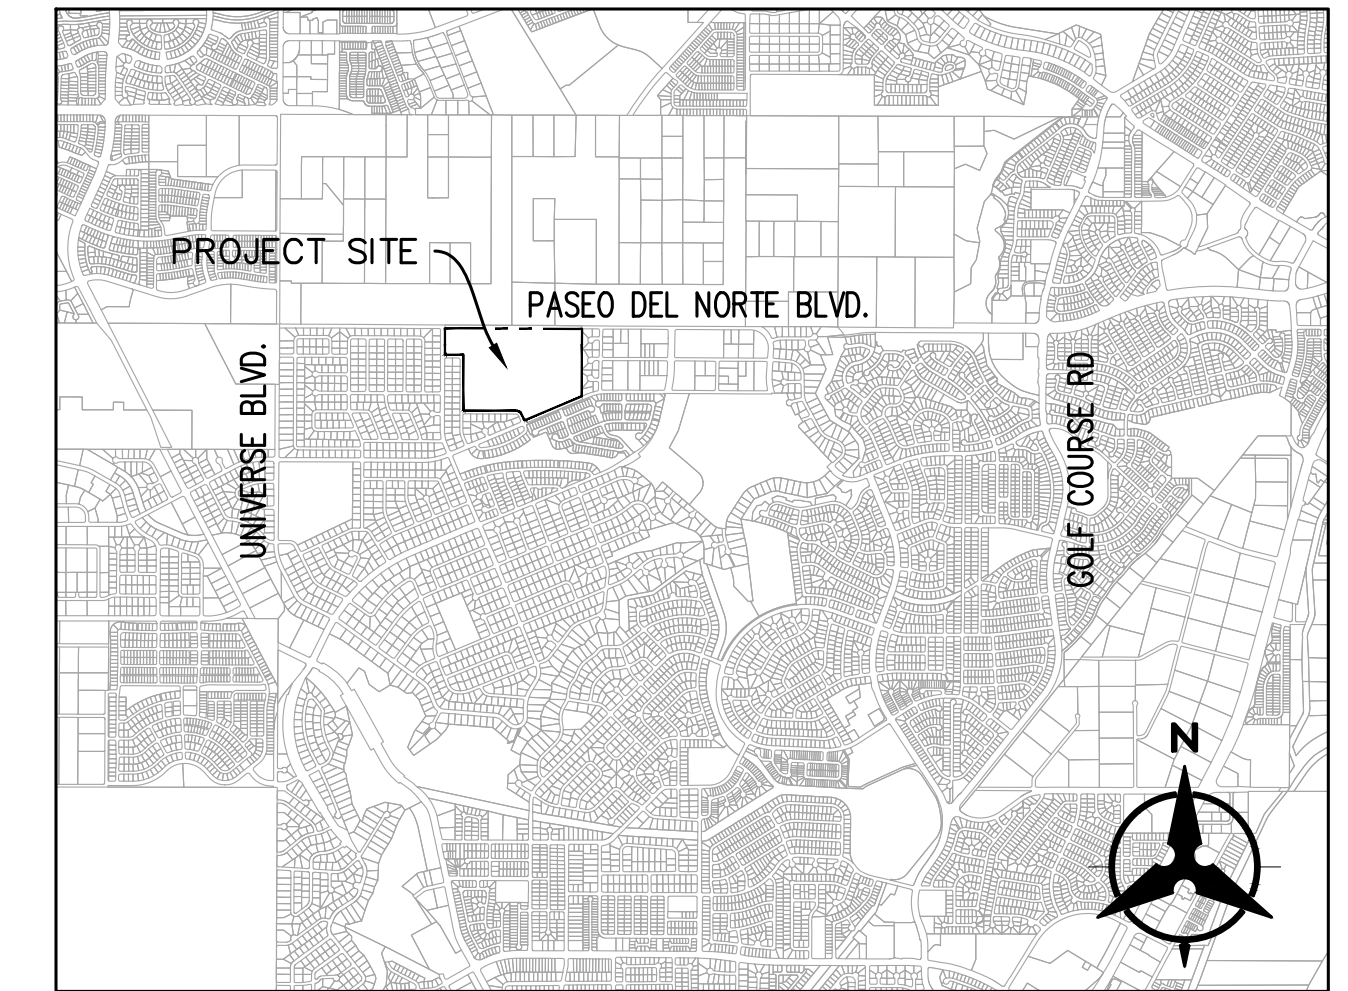 PROJECT SITE
PASEO DEL NORTE BLVD.
UNIVERSE BLVD.
GOLF COURSE RD
N